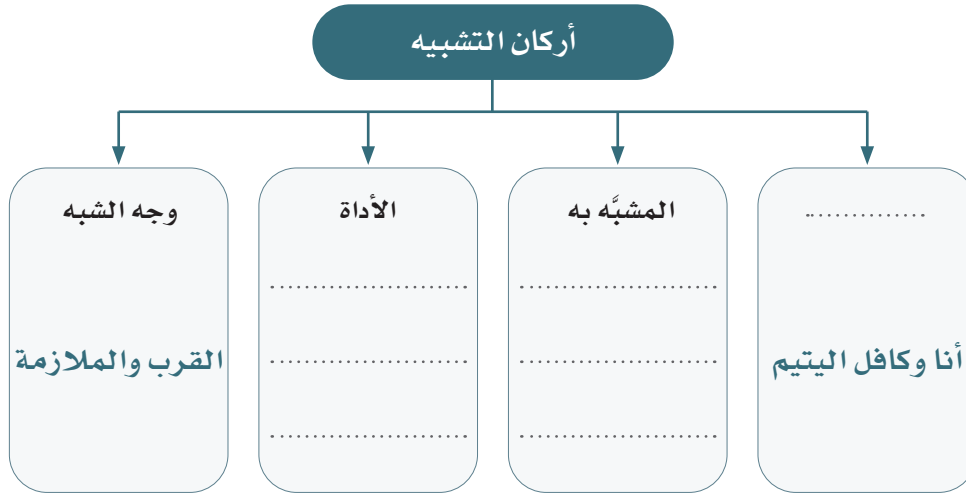 أركان التشبيه
..............
أنا وكافل اليتيم
المشبَّه به
........................
........................
........................
الأداة
........................
........................
........................
وجه الشبه
القرب والملازمة